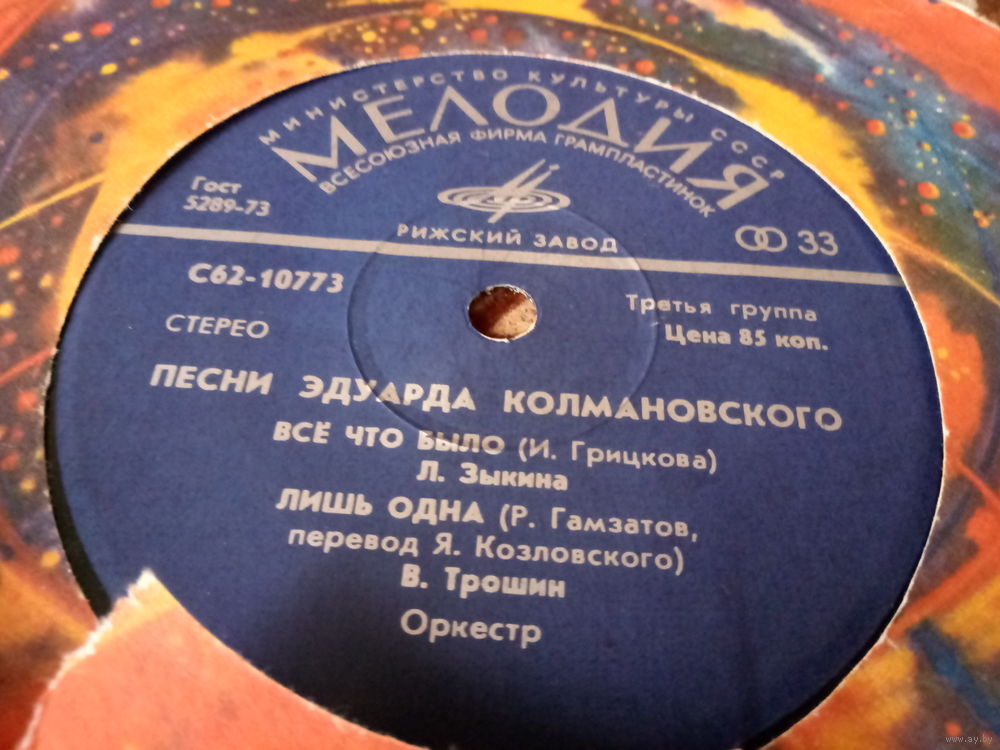 МИНИСТЕРСТВО КУЛЬТУРЫ СССР
МЕЛОДИЯ
ВСЕСОЮЗНАЯ ФИРМА ГРАМПЛАСТИНОК
Гост
5289-73
РИЖСКИЙ ЗАВОД
33
С62-10773
Третья группа
СТЕРЕО
Цена 85 коп.
ПЕСНИ ЭДУАРДА КОЛМАНОВСКОГО
ВСЁ ЧТО БЫЛО (И. Грицкова)
Л. Зыкина
ЛИШЬ ОДНА (Р. Гамзатов,
перевод Я. Козловского)
В. Трошин
Оркестр
www.ay.by